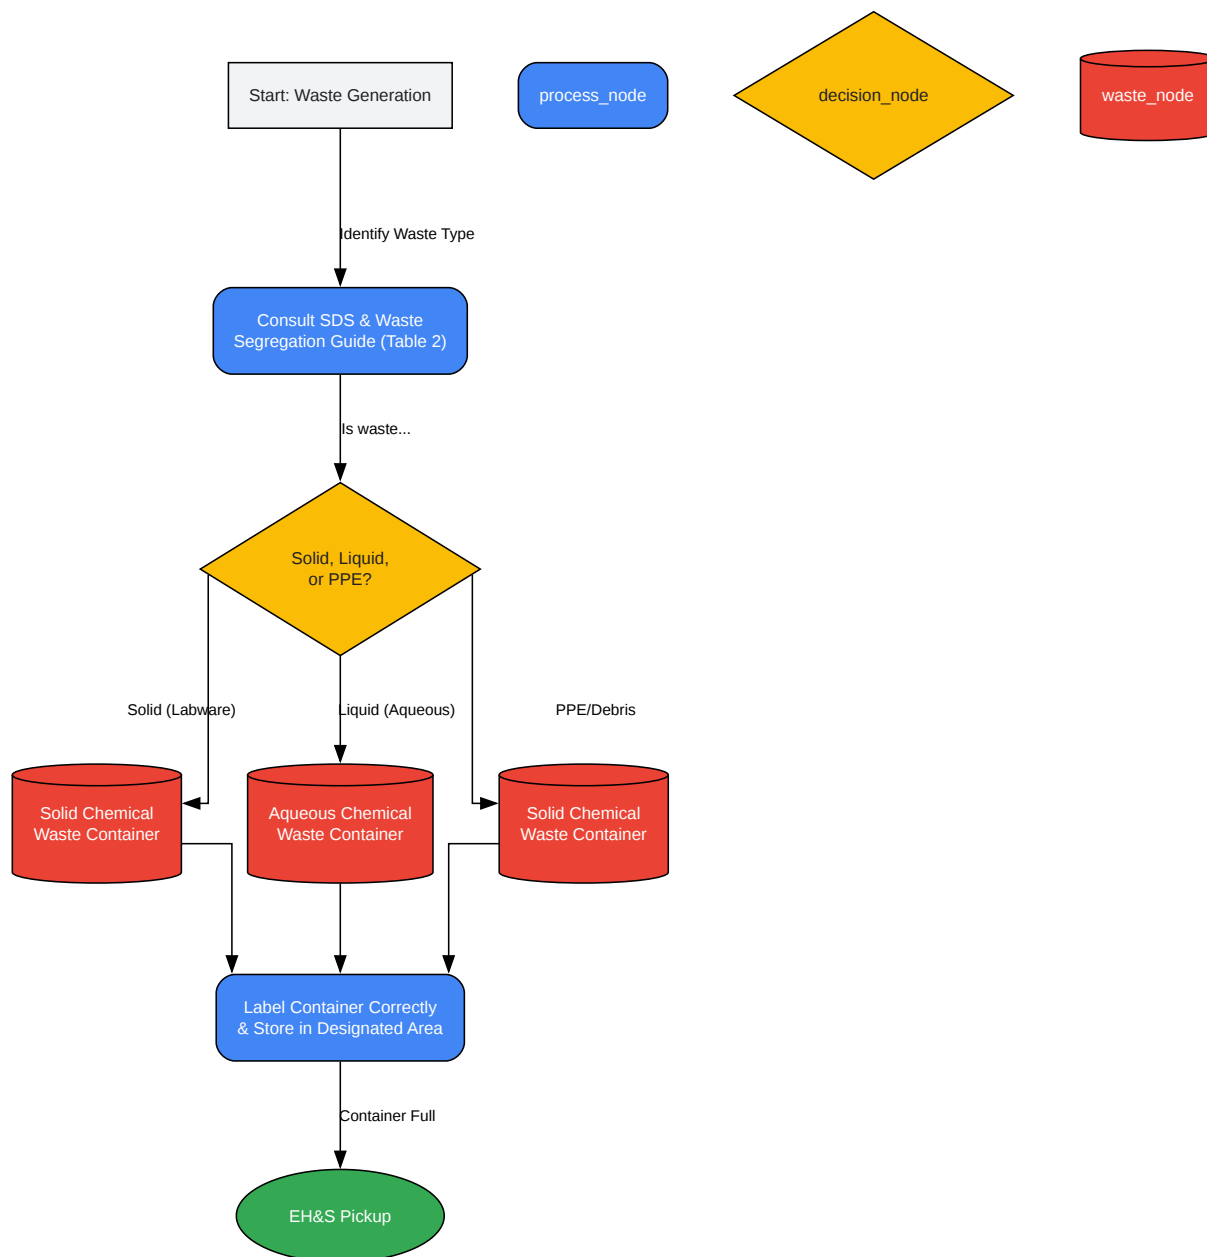 Start: Waste Generation
process_node
decision_node
waste_node
Identify Waste Type
Consult SDS & Waste
Segregation Guide (Table 2)
Is waste...
Solid, Liquid,
or PPE?
Solid (Labware)
Liquid (Aqueous)
PPE/Debris
Solid Chemical
Waste Container
Aqueous Chemical
Waste Container
Solid Chemical
Waste Container
Label Container Correctly
& Store in Designated Area
Container Full
EH&S Pickup